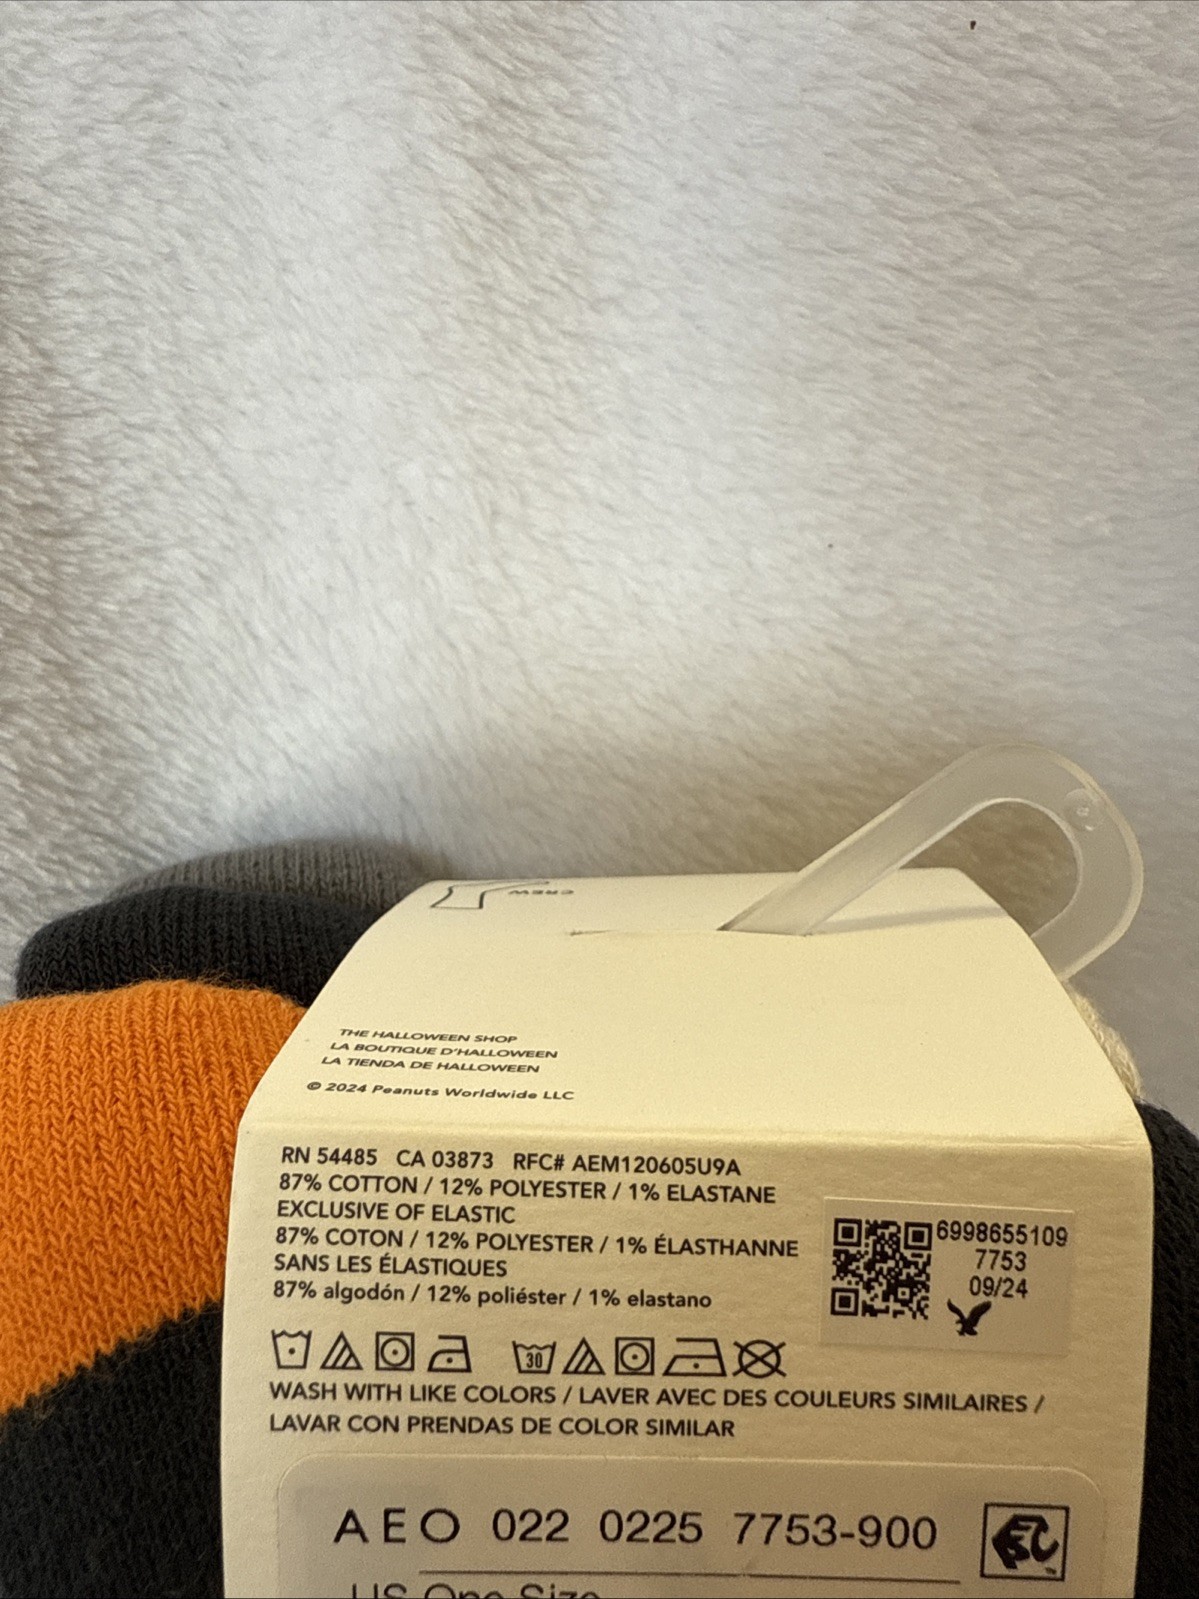 CREW
THE HALLOWEEN SHOP
LA BOUTIQUE D'HALLOWEEN
LA TIENDA DE HALLOWEEN
© 2024 Peanuts Worldwide LLC
RN 54485 CA 03873 RFC# AEM120605U9A
87% COTTON / 12% POLYESTER / 1% ELASTANE
EXCLUSIVE OF ELASTIC
87% COTON / 12% POLYESTER / 1% ÉLASTHANNE
SANS LES ÉLASTIQUES
87% algodón / 12% poliéster / 1% elastano
6998655109
7753
09/24
30
WASH WITH LIKE COLORS / LAVER AVEC DES COULEURS SIMILAIRES /
LAVAR CON PRENDAS DE COLOR SIMILAR
AEO 022 0225 7753-900
US One Size